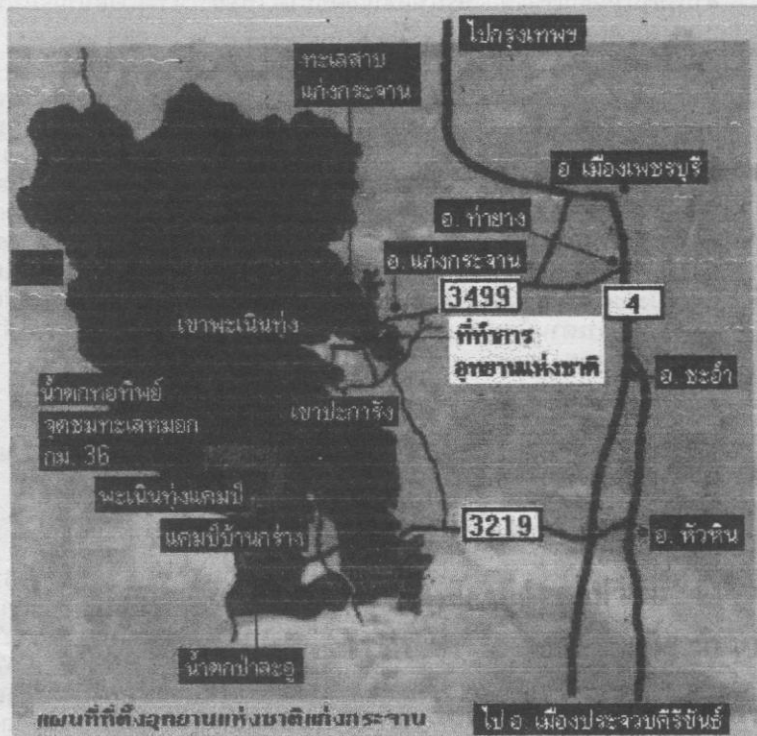 ไปกรุงเทพฯ
ทะเลสาบ
แก่งกระจาน
อ. เมืองเพชรบุรี
อ. ท่ายาง
อ. แก่งกระจาน
3499
4
เขาพะเนินทุ่ง
ที่ทำการ
อุทยานแห่งชาติ
อ. ชะอำ
น้ำตกทอทิพย์
จุดชมทะเลหมอก
กม. 36
เขาปะการัง
พะเนินทุ่งแคมป์
แคมป์บ้านกร่าง
3219
อ. หัวหิน
น้ำตกป่าละอู
แผนที่ที่ตั้งอุทยานแห่งชาติแก่งกระจาน
ไป อ. เมืองประจวบคีรีขันธ์